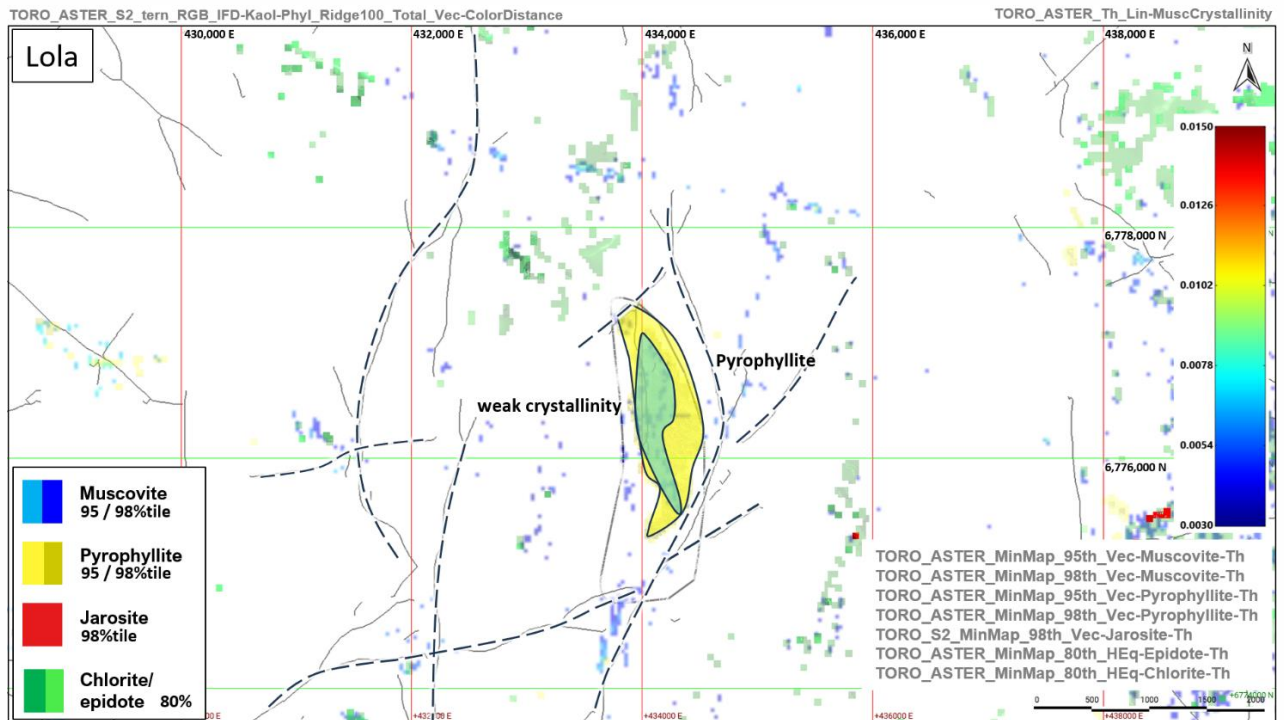 TORO_ASTER_S2_tern_RGB_IFD-Kaol-Phyl_Ridge100_Total_Vec-ColorDistance
TORO_ASTER_Th_Lin-MuscCrystallinity
Lola
430,000 E
432,000 E
434,000 E
436,000 E
438,000 E
N
0.0150
0.0126
0.0102
0.0078
0.0054
0.0030
6,778,000 N
6,776,000 N
Pyrophyllite
weak crystallinity
Muscovite
95 / 98%tile
Pyrophyllite
95 / 98%tile
Jarosite
98%tile
Chlorite/
epidote 80%
TORO_ASTER_MinMap_95th_Vec-Muscovite-Th
TORO_ASTER_MinMap_98th_Vec-Muscovite-Th
TORO_ASTER_MinMap_95th_Vec-Pyrophyllite-Th
TORO_ASTER_MinMap_98th_Vec-Pyrophyllite-Th
TORO_S2_MinMap_98th_Vec-Jarosite-Th
TORO_ASTER_MinMap_80th_HEq-Epidote-Th
TORO_ASTER_MinMap_80th_HEq-Chlorite-Th
0 500 1000 1500 2000
+434000 E
+436000 E
+438000 E